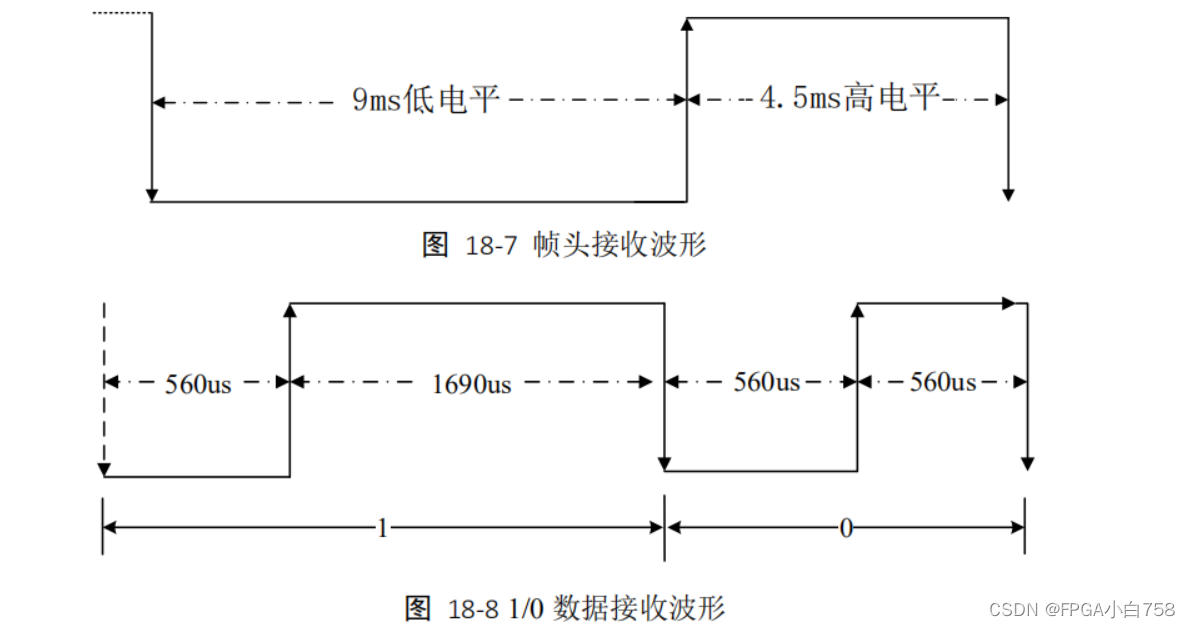 9ms低电平
4.5ms高电平
图 18-7 帧头接收波形
560us
1690us
560us
560us
1
0
图 18-8 1/0 数据接收波形
CSDN @FPGA小白758